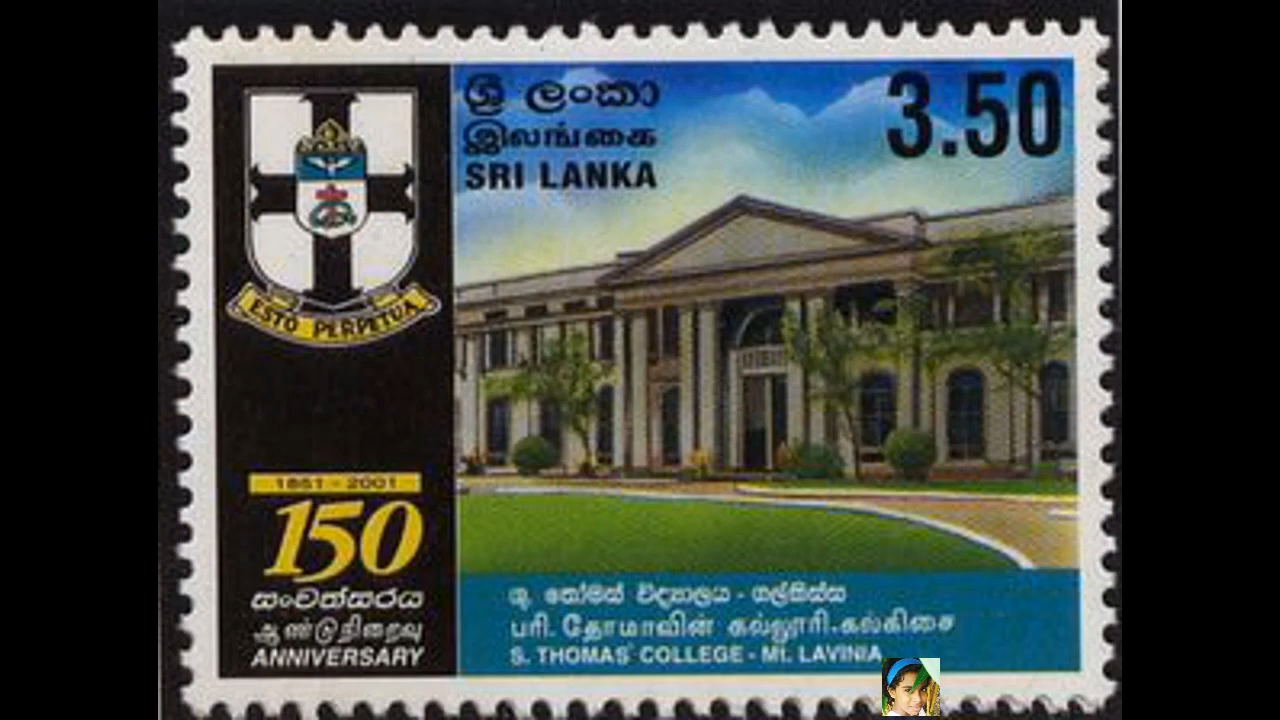 ESTO PERPETUA
1851 - 2001
150
සංවත්සරය
ஆண்டு நிறைவு
ANNIVERSARY
ශ්‍රී ලංකා
இலங்கை
SRI LANKA
3.50
ශු. තෝමස් විද්‍යාලය - ගල්කිස්ස
பரி. தோமாவின் கல்லூரி.கல்கிசை
S. THOMAS' COLLEGE - Mt. LAVINIA